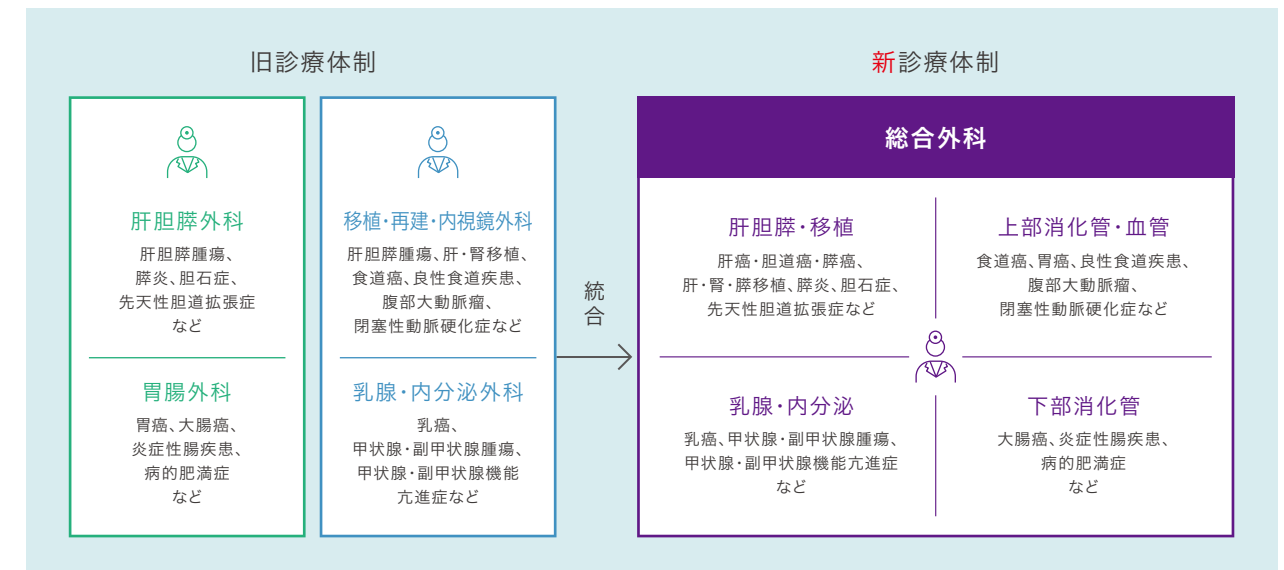 旧診療体制
肝胆膵外科
肝胆膵腫瘍、
膵炎、胆石症、
先天性胆道拡張症
など
胃腸外科
胃癌、大腸癌、
炎症性腸疾患、
病的肥満症
など
移植・再建・内視鏡外科
肝胆膵腫瘍、肝・腎移植、
食道癌、良性食道疾患、
腹部大動脈瘤、
閉塞性動脈硬化症など
乳腺・内分泌外科
乳癌、
甲状腺・副甲状腺腫瘍、
甲状腺・副甲状腺機能
亢進症など
統合
新診療体制
総合外科
肝胆膵・移植
肝癌・胆道癌・膵癌、
肝・腎・膵移植、膵炎、胆石症、
先天性胆道拡張症など
上部消化管・血管
食道癌、胃癌、良性食道疾患、
腹部大動脈瘤、
閉塞性動脈硬化症など
乳腺・内分泌
乳癌、甲状腺・副甲状腺腫瘍、
甲状腺・副甲状腺機能亢進症
など
下部消化管
大腸癌、炎症性腸疾患、
病的肥満症
など